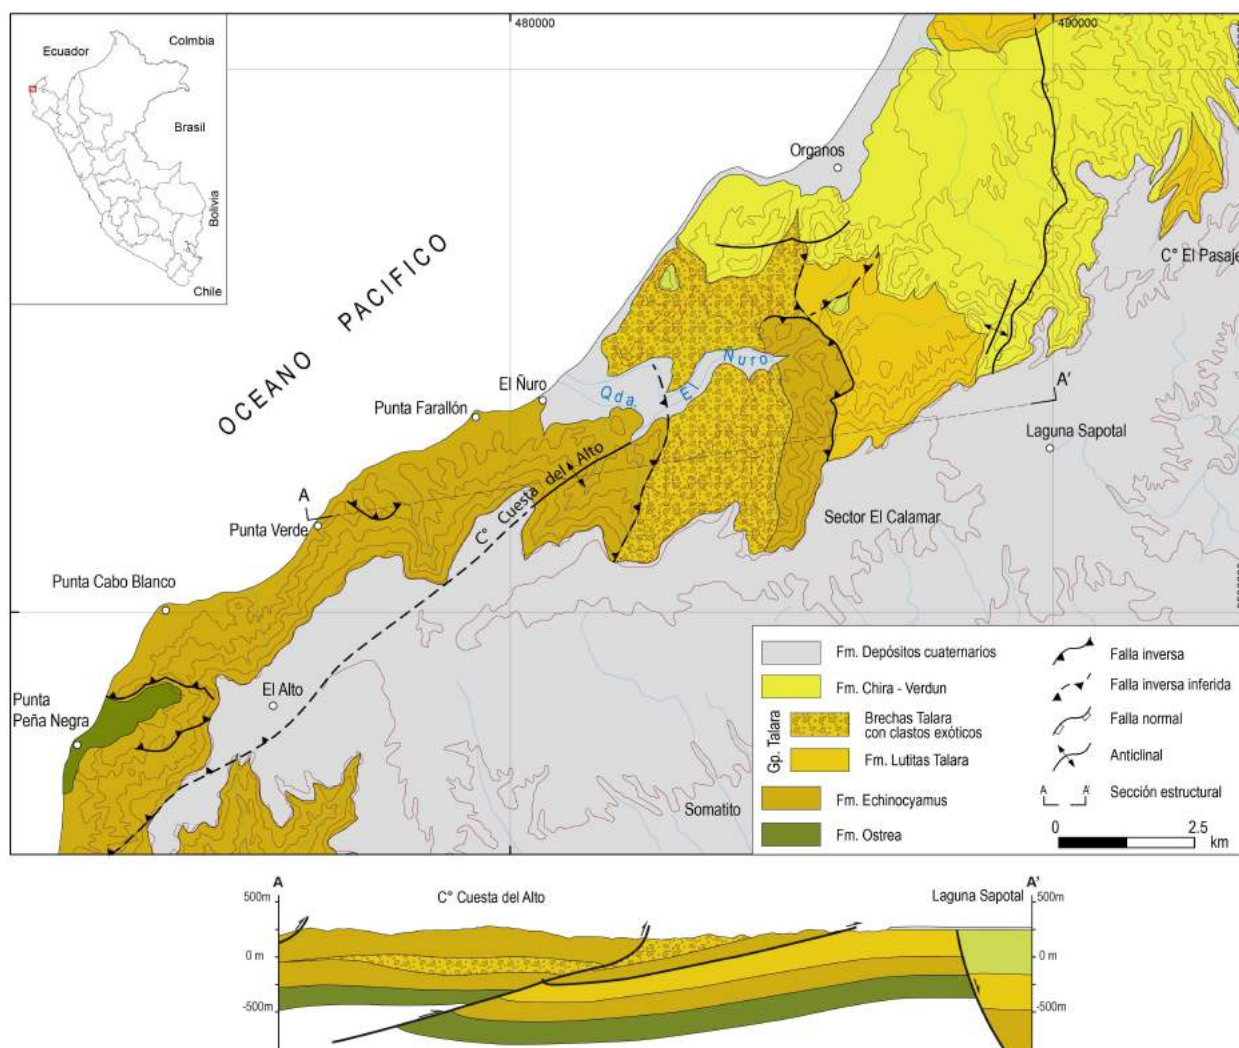 480000
490000
Ecuador
Colmbia
Brasil
Bolivia
Chile
OCEANO PACIFICO
Organos
C° El Pasaje
El Ñuro
Qda. El Ñuro
Punta Farallón
A'
Laguna Sapotal
A
C° Cuesta del Alto
Punta Verde
Sector El Calamar
Punta Cabo Blanco
El Alto
Punta
Peña Negra
Somatito
Fm. Depósitos cuaternarios
Fm. Chira - Verdun
Gp. Talara
Brechas Talara
con clastos exóticos
Fm. Lutitas Talara
Fm. Echinocyamus
Fm. Ostrea
Falla inversa
Falla inversa inferida
Falla normal
Anticlinal
A A' Sección estructural
0 2.5
km
A
A'
500m
C° Cuesta del Alto
Laguna Sapotal
500m
0 m
0 m
-500m
-500m